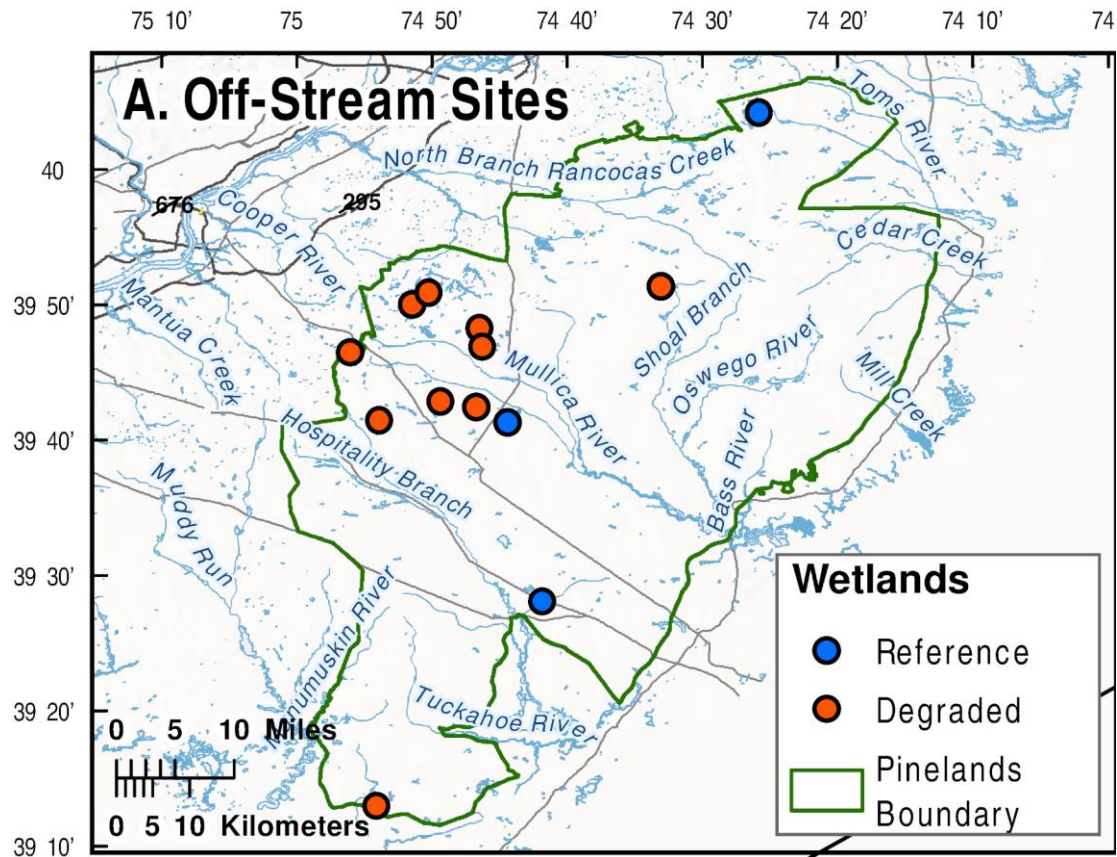 75 10'
75
74 50'
74 40'
74 30'
74 20'
74 10'
74
A. Off-Stream Sites
Toms River
North Branch Rancocas Creek
40
676
295
Cooper River
Cedar Creek
39 50'
Mantua Creek
Shoal Branch
Oswego River
Mullica River
Mill Creek
39 40'
Hospitality Branch
Bass River
Muddy Run
39 30'
Wetlands
Manumuskin River
Reference
39 20'
Tuckahoe River
Degraded
0 5 10 Miles
Pinelands
Boundary
0 5 10 Kilometers
39 10'